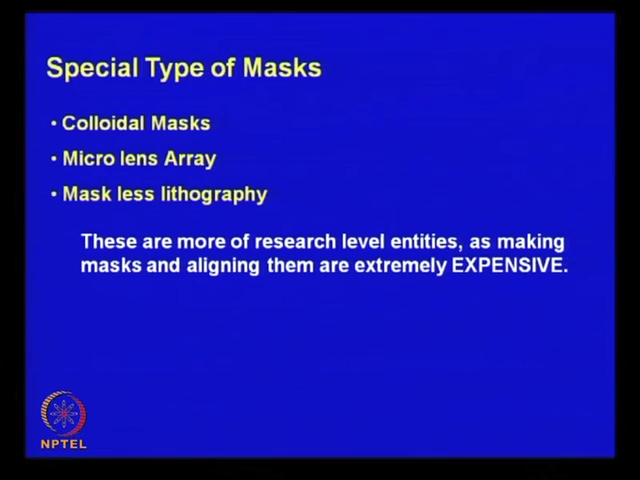 Special Type of Masks
• Colloidal Masks
• Micro lens Array
• Mask less lithography
These are more of research level entities, as making
masks and aligning them are extremely EXPENSIVE.
NPTEL